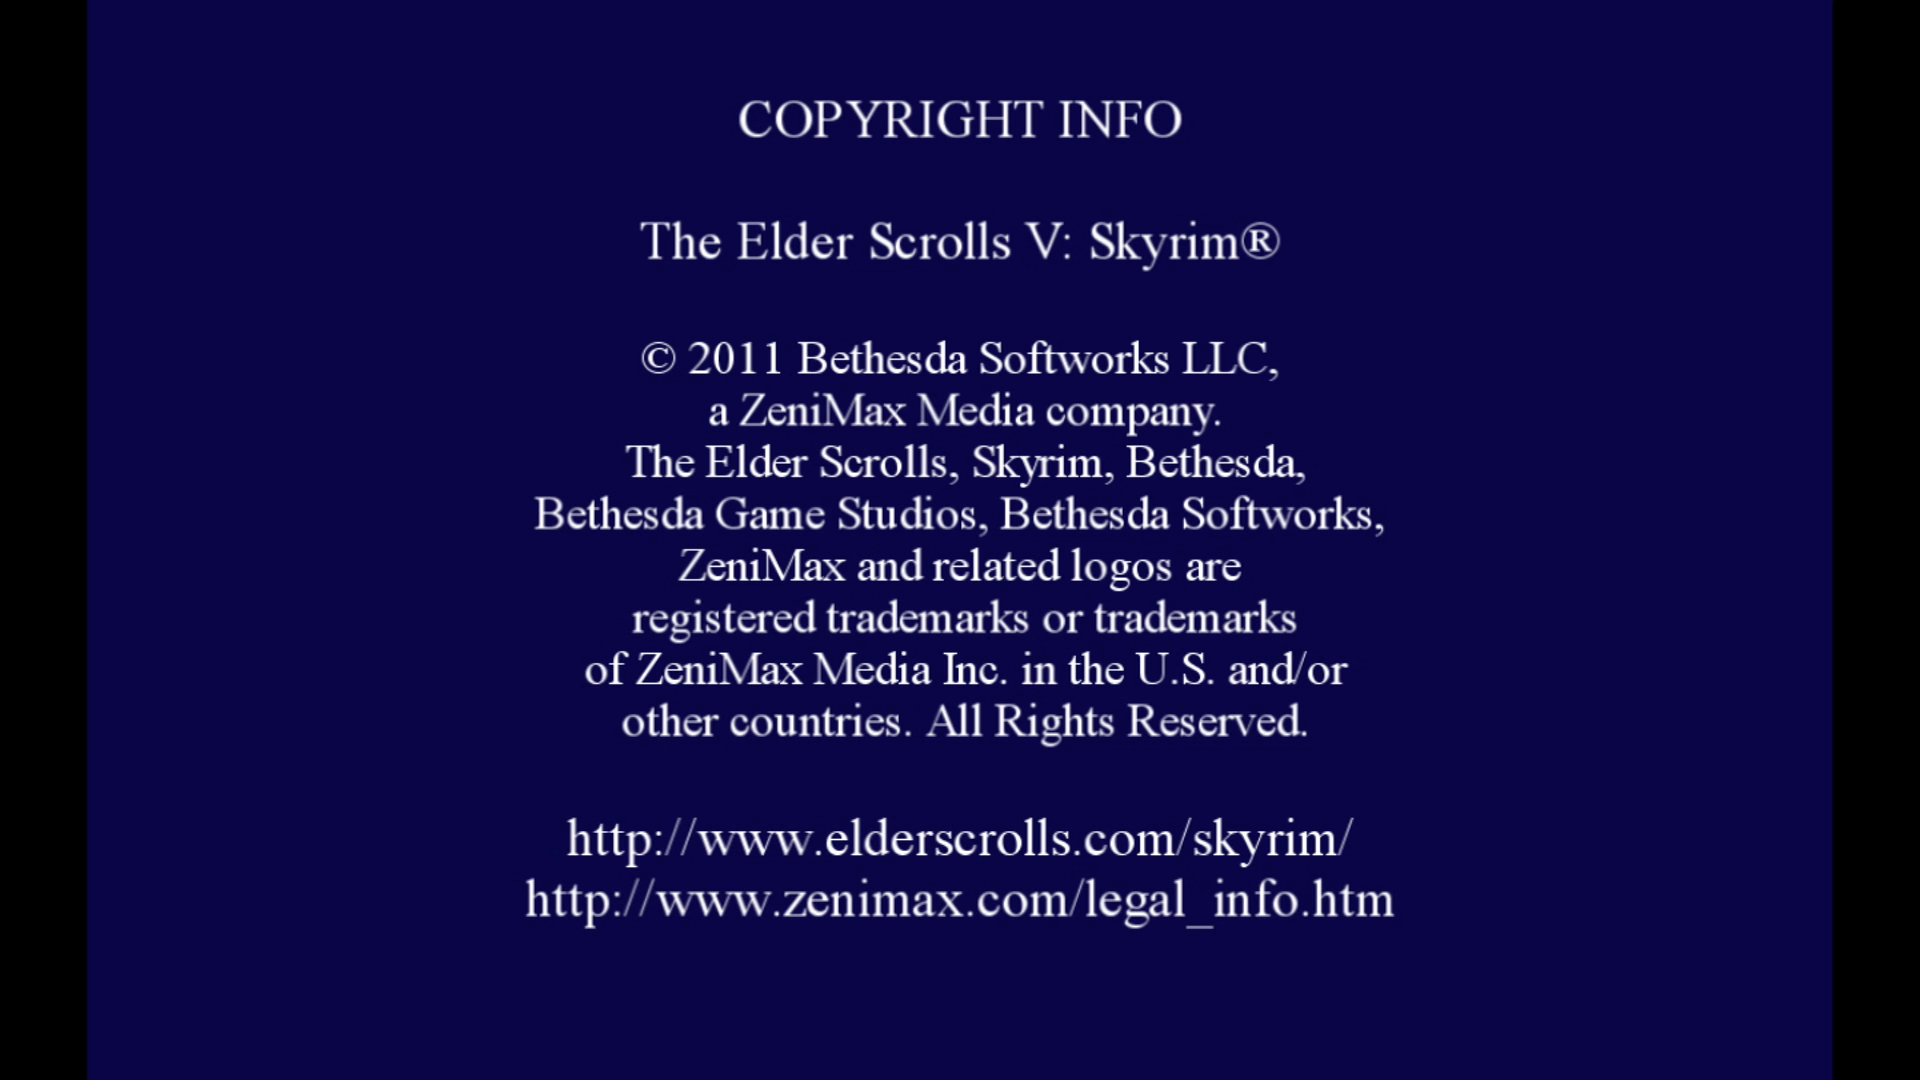 COPYRIGHT INFO
The Elder Scrolls V: Skyrim®
© 2011 Bethesda Softworks LLC,
a ZeniMax Media company.
The Elder Scrolls, Skyrim, Bethesda,
Bethesda Game Studios, Bethesda Softworks,
ZeniMax and related logos are
registered trademarks or trademarks
of ZeniMax Media Inc. in the U.S. and/or
other countries. All Rights Reserved.
http://www.elderscrolls.com/skyrim/
http://www.zenimax.com/legal_info.htm